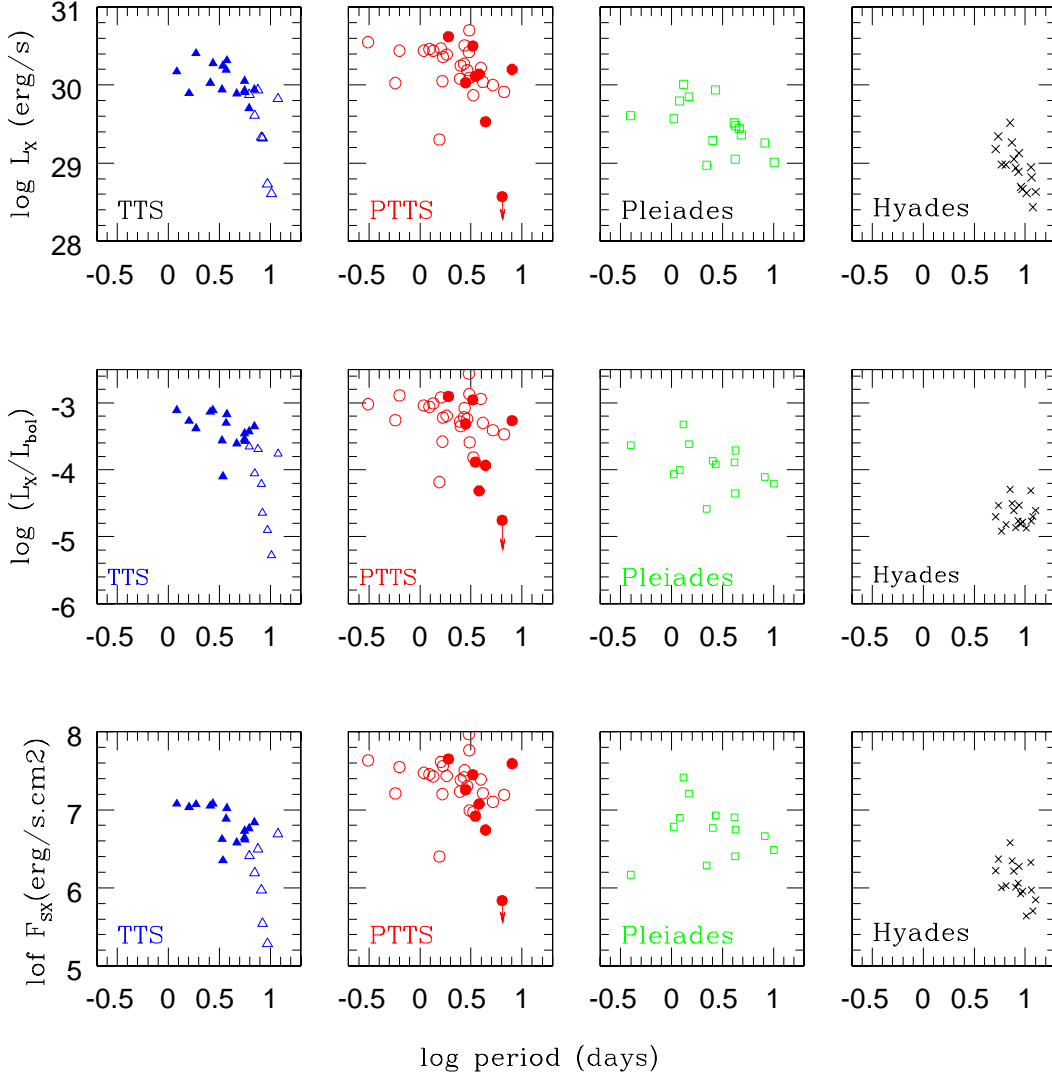 31
30
29
28
log L_X (erg/s)
TTS
PTTS
Pleiades
Hyades
-0.5 0 0.5 1
-0.5 0 0.5 1
-0.5 0 0.5 1
-0.5 0 0.5 1
-3
-4
-5
-6
log (L_X/L_bol)
TTS
PTTS
Pleiades
Hyades
-0.5 0 0.5 1
-0.5 0 0.5 1
-0.5 0 0.5 1
-0.5 0 0.5 1
8
7
6
5
lof F_SX(erg/s.cm2)
TTS
PTTS
Pleiades
Hyades
-0.5 0 0.5 1
-0.5 0 0.5 1
-0.5 0 0.5 1
-0.5 0 0.5 1
log period (days)